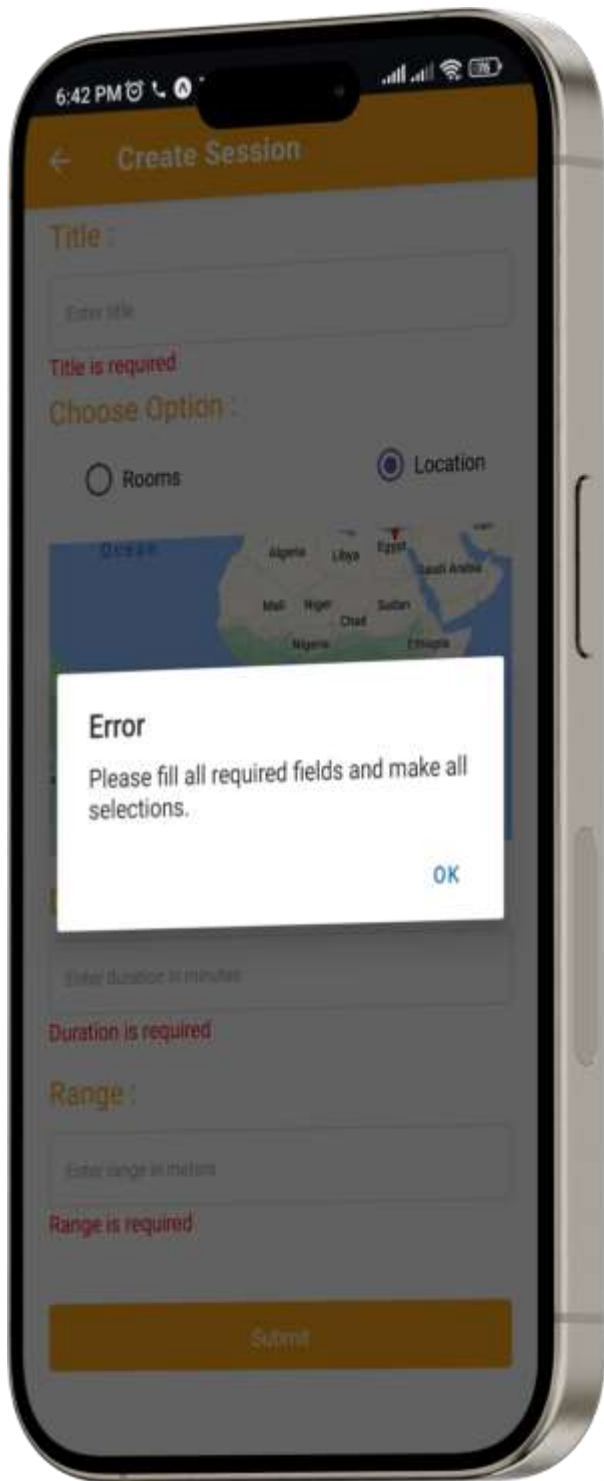 6:42 PM
76
Create Session
Title :
Enter title
Title is required
Choose Option :
Rooms
Location
Ocean
Algeria
Libya
Egypt
Saudi Arabia
Mali
Niger
Chad
Sudan
Nigeria
Ethiopia
Error
Please fill all required fields and make all
selections.
OK
Enter duration in minutes
Duration is required
Range :
Enter range in meters
Range is required
Submit